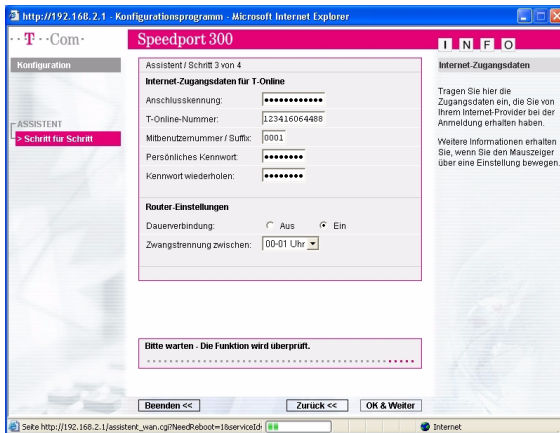 http://192.168.2.1 - Konfigurationsprogramm - Microsoft Internet Explorer
··T··Com·
Speedport 300
INFO
Konfiguration
ASSISTENT
> Schritt für Schritt
Assistent / Schritt 3 von 4
Internet-Zugangsdaten für T-Online
Anschlusskennung: ●●●●●●●●●●●●
T-Online-Nummer: 123416064488
Mitbenutzernummer / Suffix: 0001
Persönliches Kennwort: ●●●●●●●●
Kennwort wiederholen: ●●●●●●●●
Router-Einstellungen
Dauerverbindung: Aus Ein
Zwangstrennung zwischen: 00-01 Uhr
Bitte warten - Die Funktion wird überprüft.
Beenden << Zurück << OK & Weiter
Internet-Zugangsdaten
Tragen Sie hier die
Zugangsdaten ein, die Sie von
Ihrem Internet-Provider bei der
Anmeldung erhalten haben.
Weitere Informationen erhalten
Sie, wenn Sie den Mauszeiger
über eine Einstellung bewegen.
Seite http://192.168.2.1/assistent_wan.cgi?NeedReboot=1&serviceId
Internet